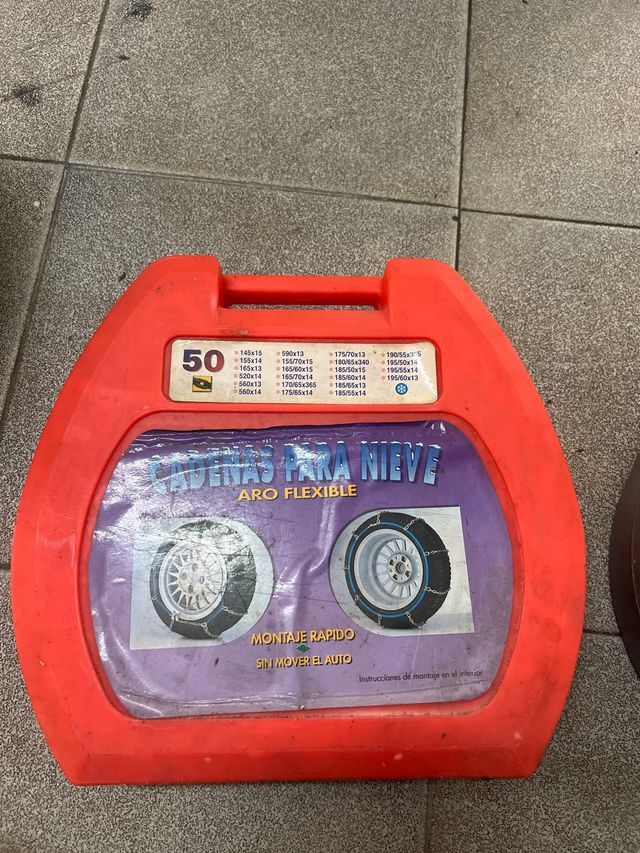 50
145x15
155x14
165x13
520x14
560x13
560x14
590x13
155/70x15
165/60x15
165/70x14
170/65x365
175/65x14
175/70x13
180/65x340
185/50x15
185/60x14
185/65x13
185/55x14
190/55x365
195/50x14
195/55x14
195/60x13
CADENAS PARA NIEVE
ARO FLEXIBLE
MONTAJE RAPIDO
SIN MOVER EL AUTO
Instrucciones de montaje en el interior